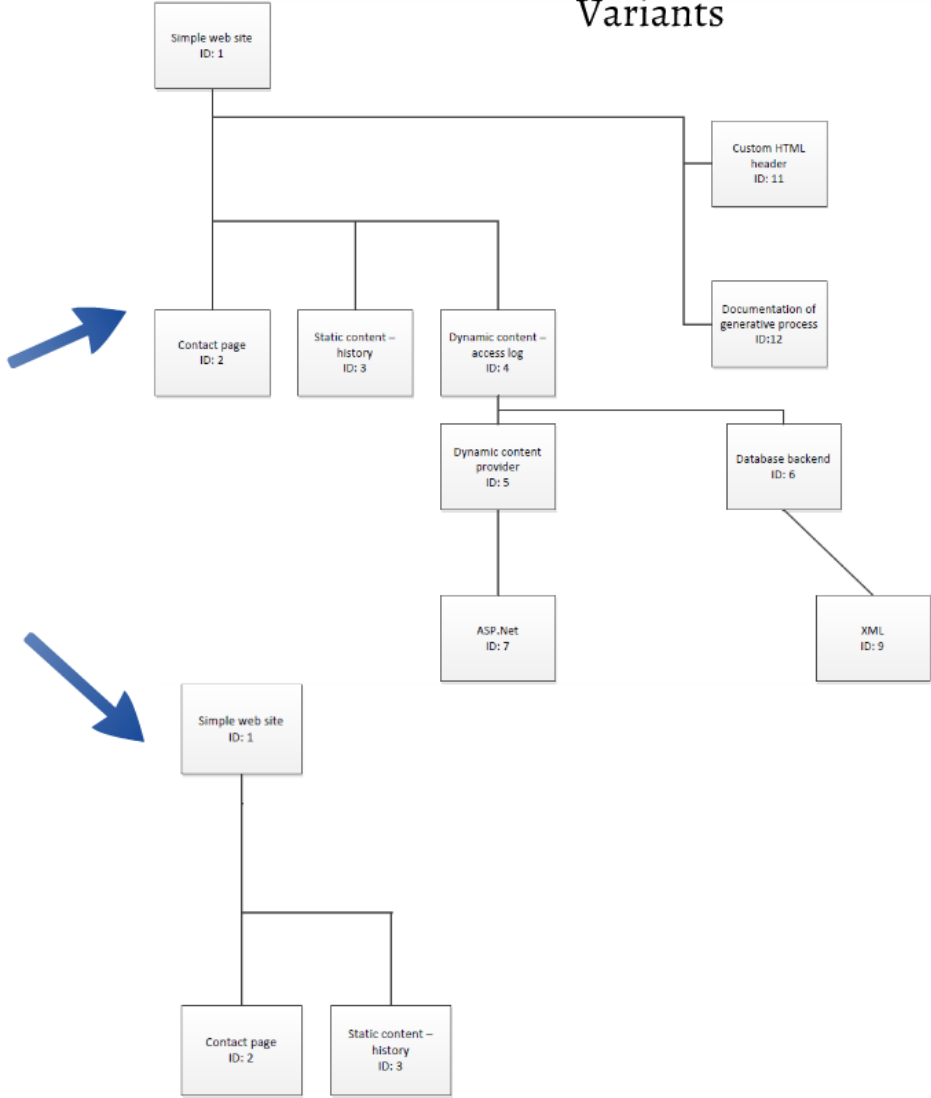 Variants
Simple web site
ID: 1
Custom HTML
header
ID: 11
Documentation of
generative process
ID:12
Contact page
ID: 2
Static content –
history
ID: 3
Dynamic content –
access log
ID: 4
Dynamic content
provider
ID: 5
Database backend
ID: 6
ASP.Net
ID: 7
XML
ID: 9
Simple web site
ID: 1
Contact page
ID: 2
Static content –
history
ID: 3